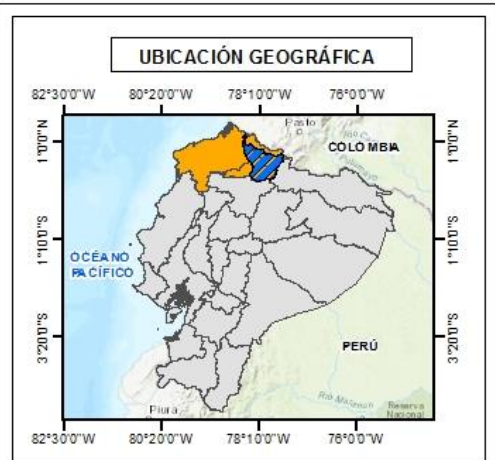 UBICACIÓN GEOGRÁFICA
82°30'0"W 80°20'0"W 78°10'0"W 76°0'0"W
Pasto
1°0'0"N 1°0'0"N
COLOMBIA
Putumayo
1°10'0"S 1°10'0"S
OCÉANO
PACÍFICO
3°20'0"S 3°20'0"S
PERÚ
Piura
Reserva
Nacional
82°30'0"W 80°20'0"W 78°10'0"W 76°0'0"W